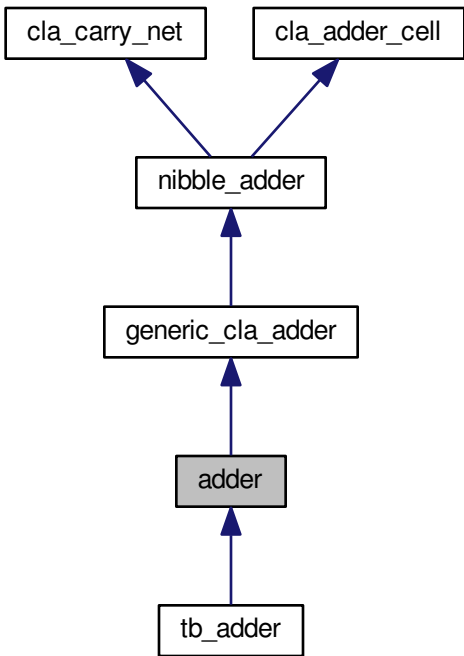 cla_carry_net
cla_adder_cell
nibble_adder
generic_cla_adder
adder
tb_adder